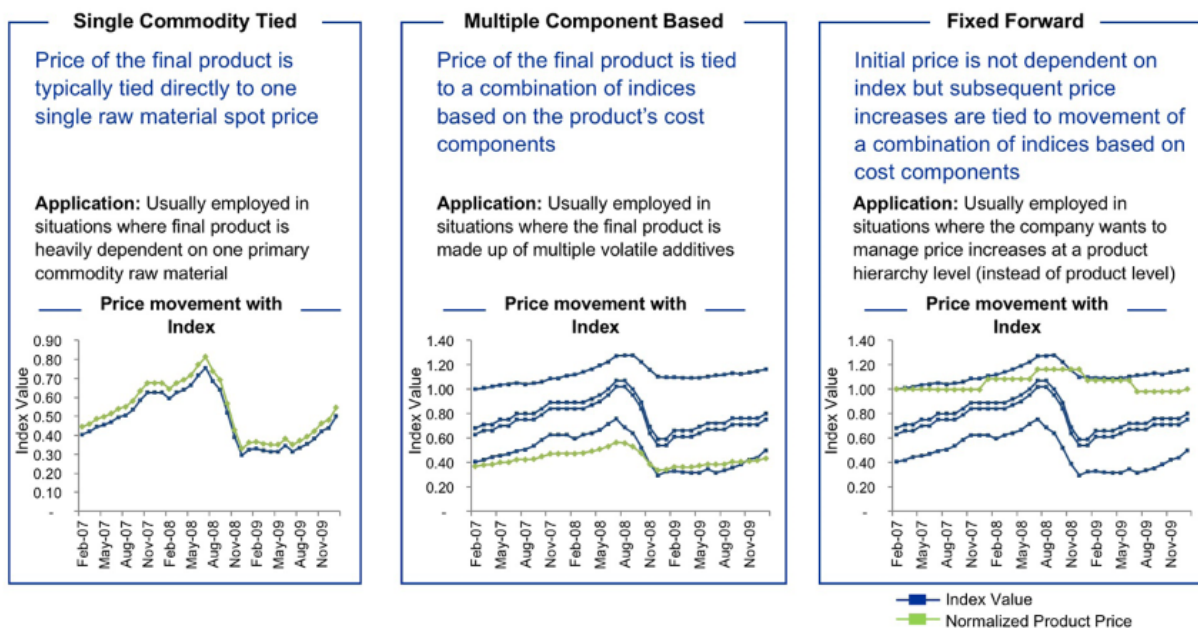 Single Commodity Tied
Price of the final product is
typically tied directly to one
single raw material spot price
Application: Usually employed in
situations where final product is
heavily dependent on one primary
commodity raw material
Price movement with
Index
Index Value
0.90
0.80
0.70
0.60
0.50
0.40
0.30
0.20
0.10
-
Feb-07
May-07
Aug-07
Nov-07
Feb-08
May-08
Aug-08
Nov-08
Feb-09
May-09
Aug-09
Nov-09
Multiple Component Based
Price of the final product is tied
to a combination of indices
based on the product's cost
components
Application: Usually employed in
situations where the final product is
made up of multiple volatile additives
Price movement with
Index
Index Value
1.40
1.20
1.00
0.80
0.60
0.40
0.20
-
Feb-07
May-07
Aug-07
Nov-07
Feb-08
May-08
Aug-08
Nov-08
Feb-09
May-09
Aug-09
Nov-09
Fixed Forward
Initial price is not dependent on
index but subsequent price
increases are tied to movement of
a combination of indices based on
cost components
Application: Usually employed in
situations where the company wants to
manage price increases at a product
hierarchy level (instead of product level)
Price movement with
Index
Index Value
1.40
1.20
1.00
0.80
0.60
0.40
0.20
-
Feb-07
May-07
Aug-07
Nov-07
Feb-08
May-08
Aug-08
Nov-08
Feb-09
May-09
Aug-09
Nov-09
Index Value
Normalized Product Price